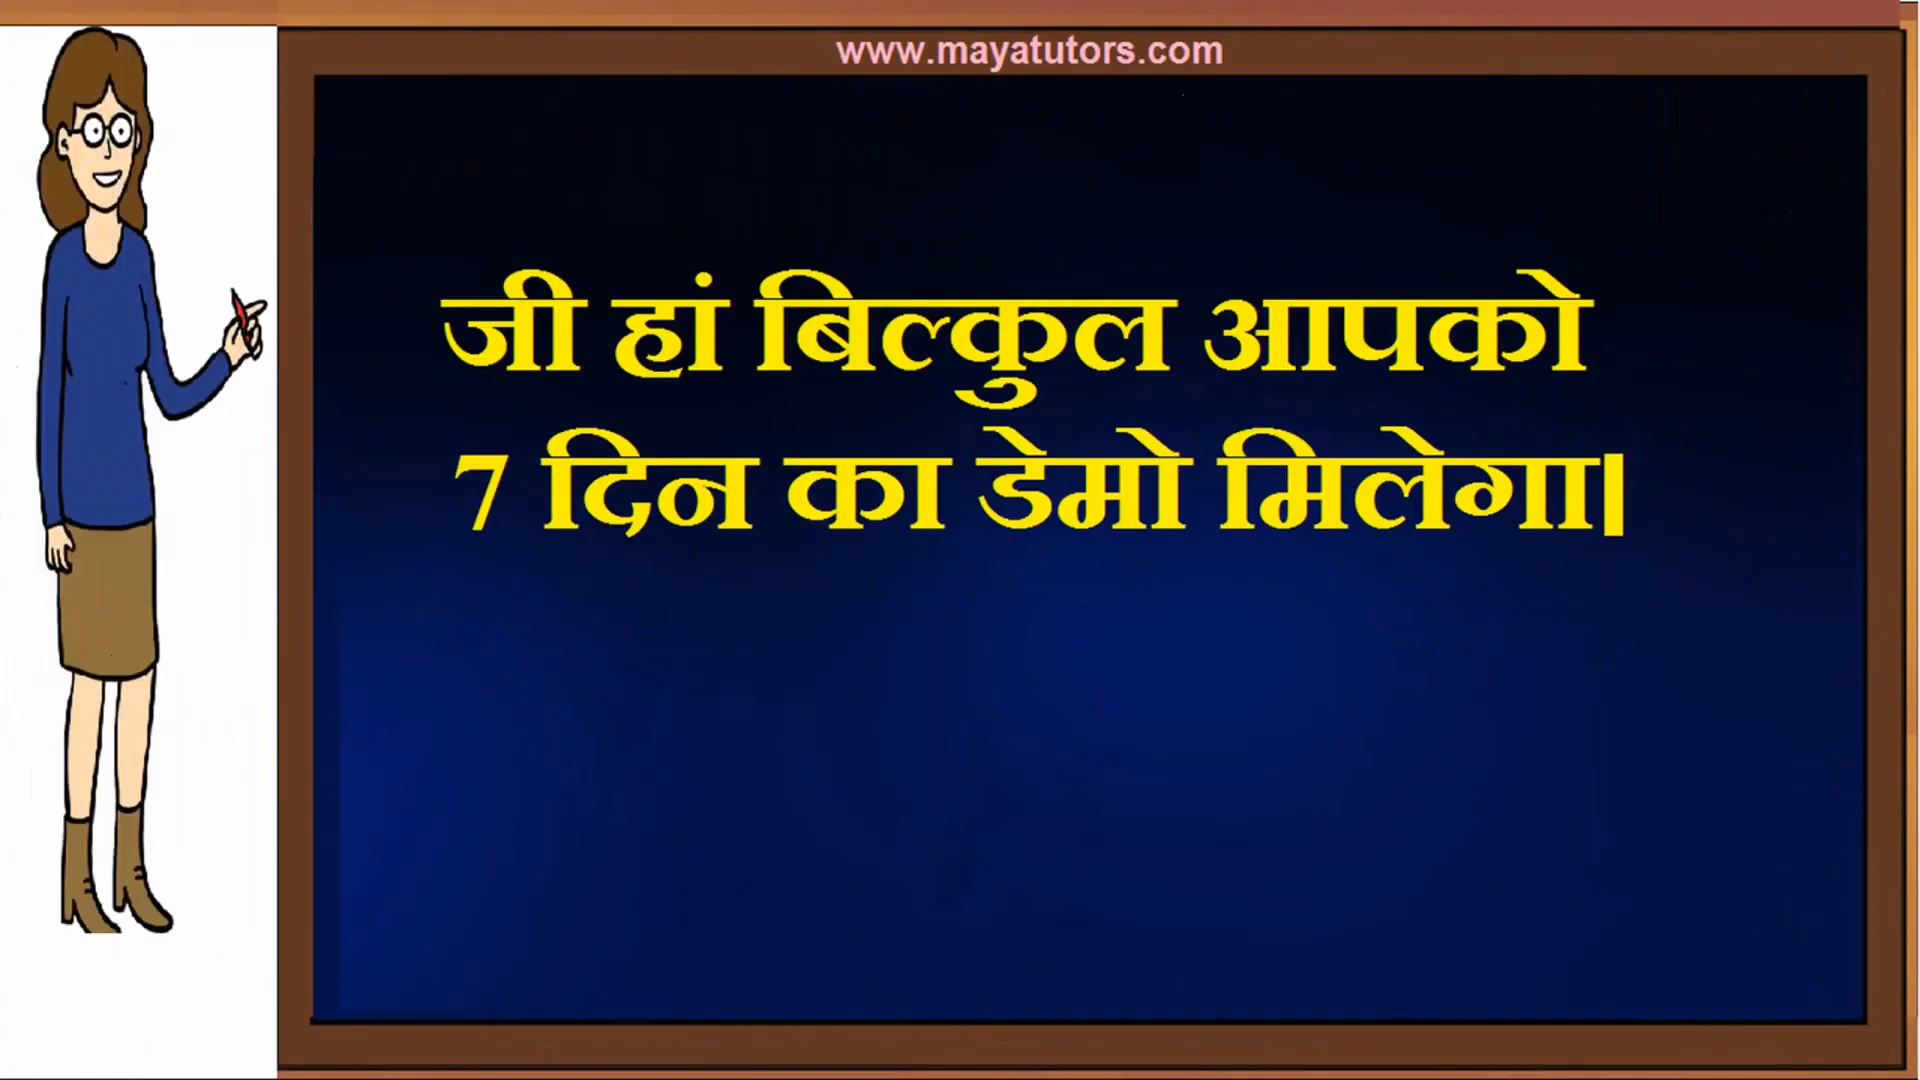 www.mayatutors.com
जी हां बिल्कुल आपको
7 दिन का डेमो मिलेगा।